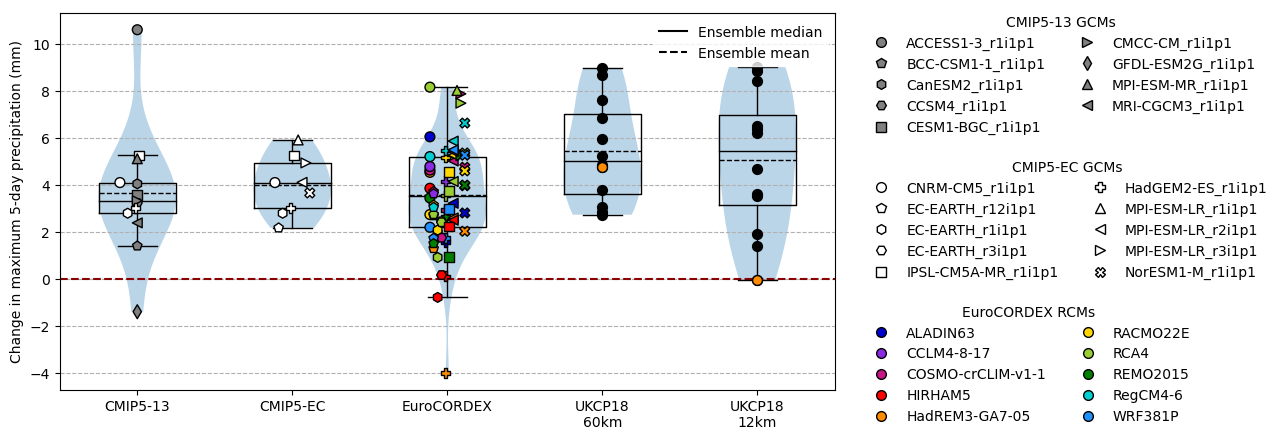 Change in maximum 5-day precipitation (mm)
10
8
6
4
2
0
−2
−4
Ensemble median
Ensemble mean
CMIP5-13
CMIP5-EC
EuroCORDEX
UKCP18
60km
UKCP18
12km
CMIP5-13 GCMs
ACCESS1-3_r1i1p1
BCC-CSM1-1_r1i1p1
CanESM2_r1i1p1
CCSM4_r1i1p1
CESM1-BGC_r1i1p1
CMCC-CM_r1i1p1
GFDL-ESM2G_r1i1p1
MPI-ESM-MR_r1i1p1
MRI-CGCM3_r1i1p1
CMIP5-EC GCMs
CNRM-CM5_r1i1p1
EC-EARTH_r12i1p1
EC-EARTH_r1i1p1
EC-EARTH_r3i1p1
IPSL-CM5A-MR_r1i1p1
HadGEM2-ES_r1i1p1
MPI-ESM-LR_r1i1p1
MPI-ESM-LR_r2i1p1
MPI-ESM-LR_r3i1p1
NorESM1-M_r1i1p1
EuroCORDEX RCMs
ALADIN63
CCLM4-8-17
COSMO-crCLIM-v1-1
HIRHAM5
HadREM3-GA7-05
RACMO22E
RCA4
REMO2015
RegCM4-6
WRF381P